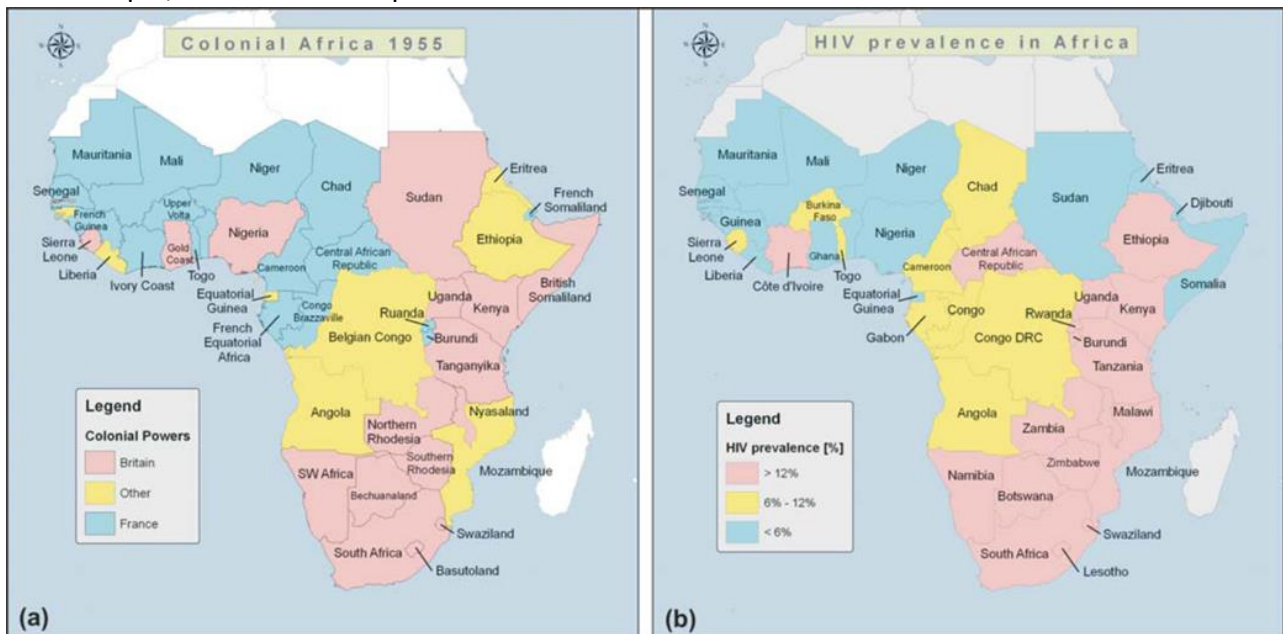 Colonial Africa 1955
Mauritania
Mali
Niger
Chad
Sudan
Eritrea
French
Somaliland
Senegal
French
Guinea
Upper
Volta
Nigeria
Gold
Coast
Sierra
Leone
Liberia
Ivory Coast
Togo
Cameroon
Central African
Republic
Ethiopia
British
Somaliland
Equatorial
Guinea
Congo
Brazzaville
French
Equatorial
Africa
Uganda
Kenya
Ruanda
Belgian Congo
Burundi
Tanganyika
Angola
Northern
Rhodesia
Nyasaland
Southern
Rhodesia
Mozambique
SW Africa
Bechuanaland
Swaziland
South Africa
Basutoland
Legend
Colonial Powers
Britain
Other
France
(a)
HIV prevalence in Africa
Mauritania
Mali
Niger
Chad
Sudan
Eritrea
Djibouti
Senegal
Guinea
Burkina
Faso
Nigeria
Ghana
Sierra
Leone
Liberia
Côte d'Ivoire
Togo
Cameroon
Central African
Republic
Ethiopia
Somalia
Equatorial
Guinea
Gabon
Congo
Congo DRC
Uganda
Kenya
Rwanda
Burundi
Tanzania
Angola
Zambia
Malawi
Zimbabwe
Mozambique
Namibia
Botswana
Swaziland
South Africa
Lesotho
Legend
HIV prevalence [%]
> 12%
6% - 12%
< 6%
(b)